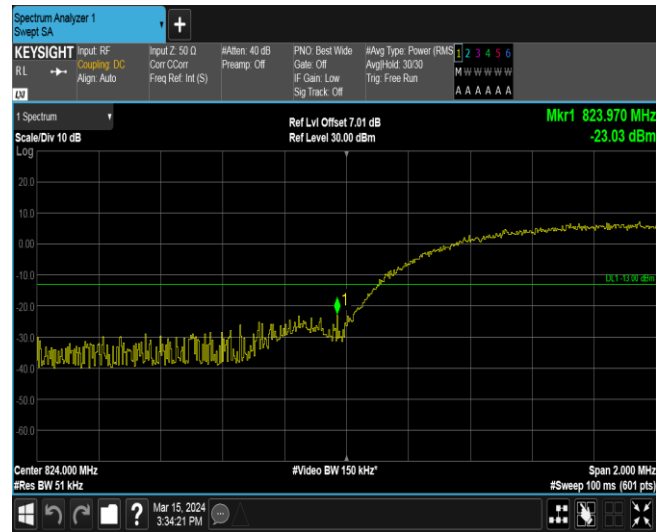 Spectrum Analyzer 1
Swept SA
KEYSIGHT Input: RF Input Z: 50 Ω #Atten: 40 dB PNO: Best Wide #Avg Type: Power (RMS 1 2 3 4 5 6
RL Coupling: DC Corr CCorr Preamp: Off Gate: Off Avg|Hold: 30/30 M W W W W W
Align: Auto Freq Ref: Int (S) IF Gain: Low Trig: Free Run
Sig Track: Off A A A A A A
LXI
1 Spectrum Ref Lvl Offset 7.01 dB Mkr1 823.970 MHz
Scale/Div 10 dB Ref Level 30.00 dBm -23.03 dBm
Log
20.0
0.00
-10.0
DL1 -13.00 dBm
-20.0
1
-30.0
-40.0
-50.0
-60.0
Center 824.000 MHz #Video BW 150 kHz* Span 2.000 MHz
#Res BW 51 kHz #Sweep 100 ms (601 pts)
? Mar 15, 2024
3:34:21 PM